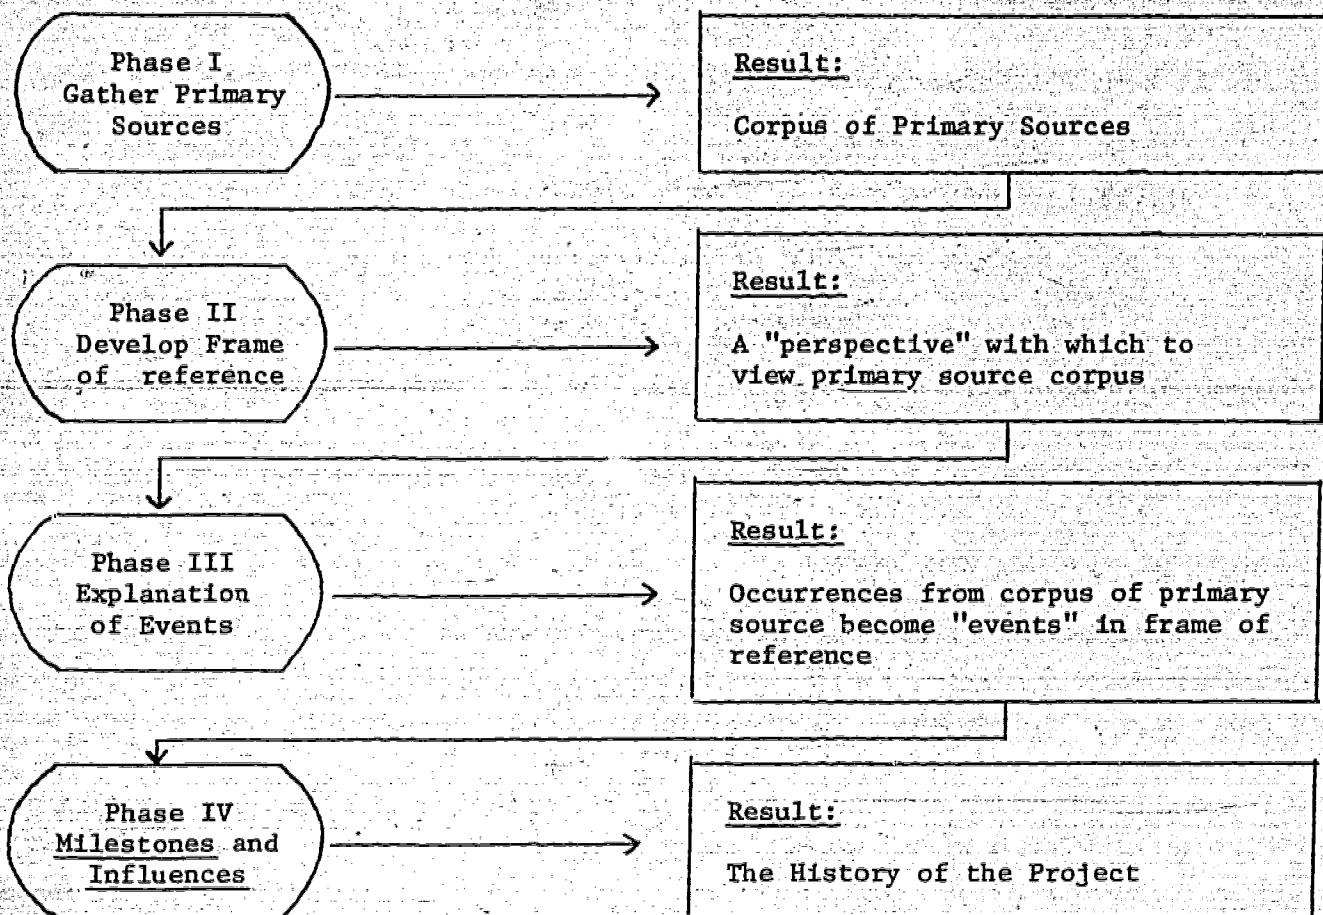 Phase I
Gather Primary
Sources
Result:
Corpus of Primary Sources
Phase II
Develop Frame
of reference
Result:
A "perspective" with which to
view primary source corpus
Phase III
Explanation
of Events
Result:
Occurrences from corpus of primary
source become "events" in frame of
reference
Phase IV
Milestones and
Influences
Result:
The History of the Project